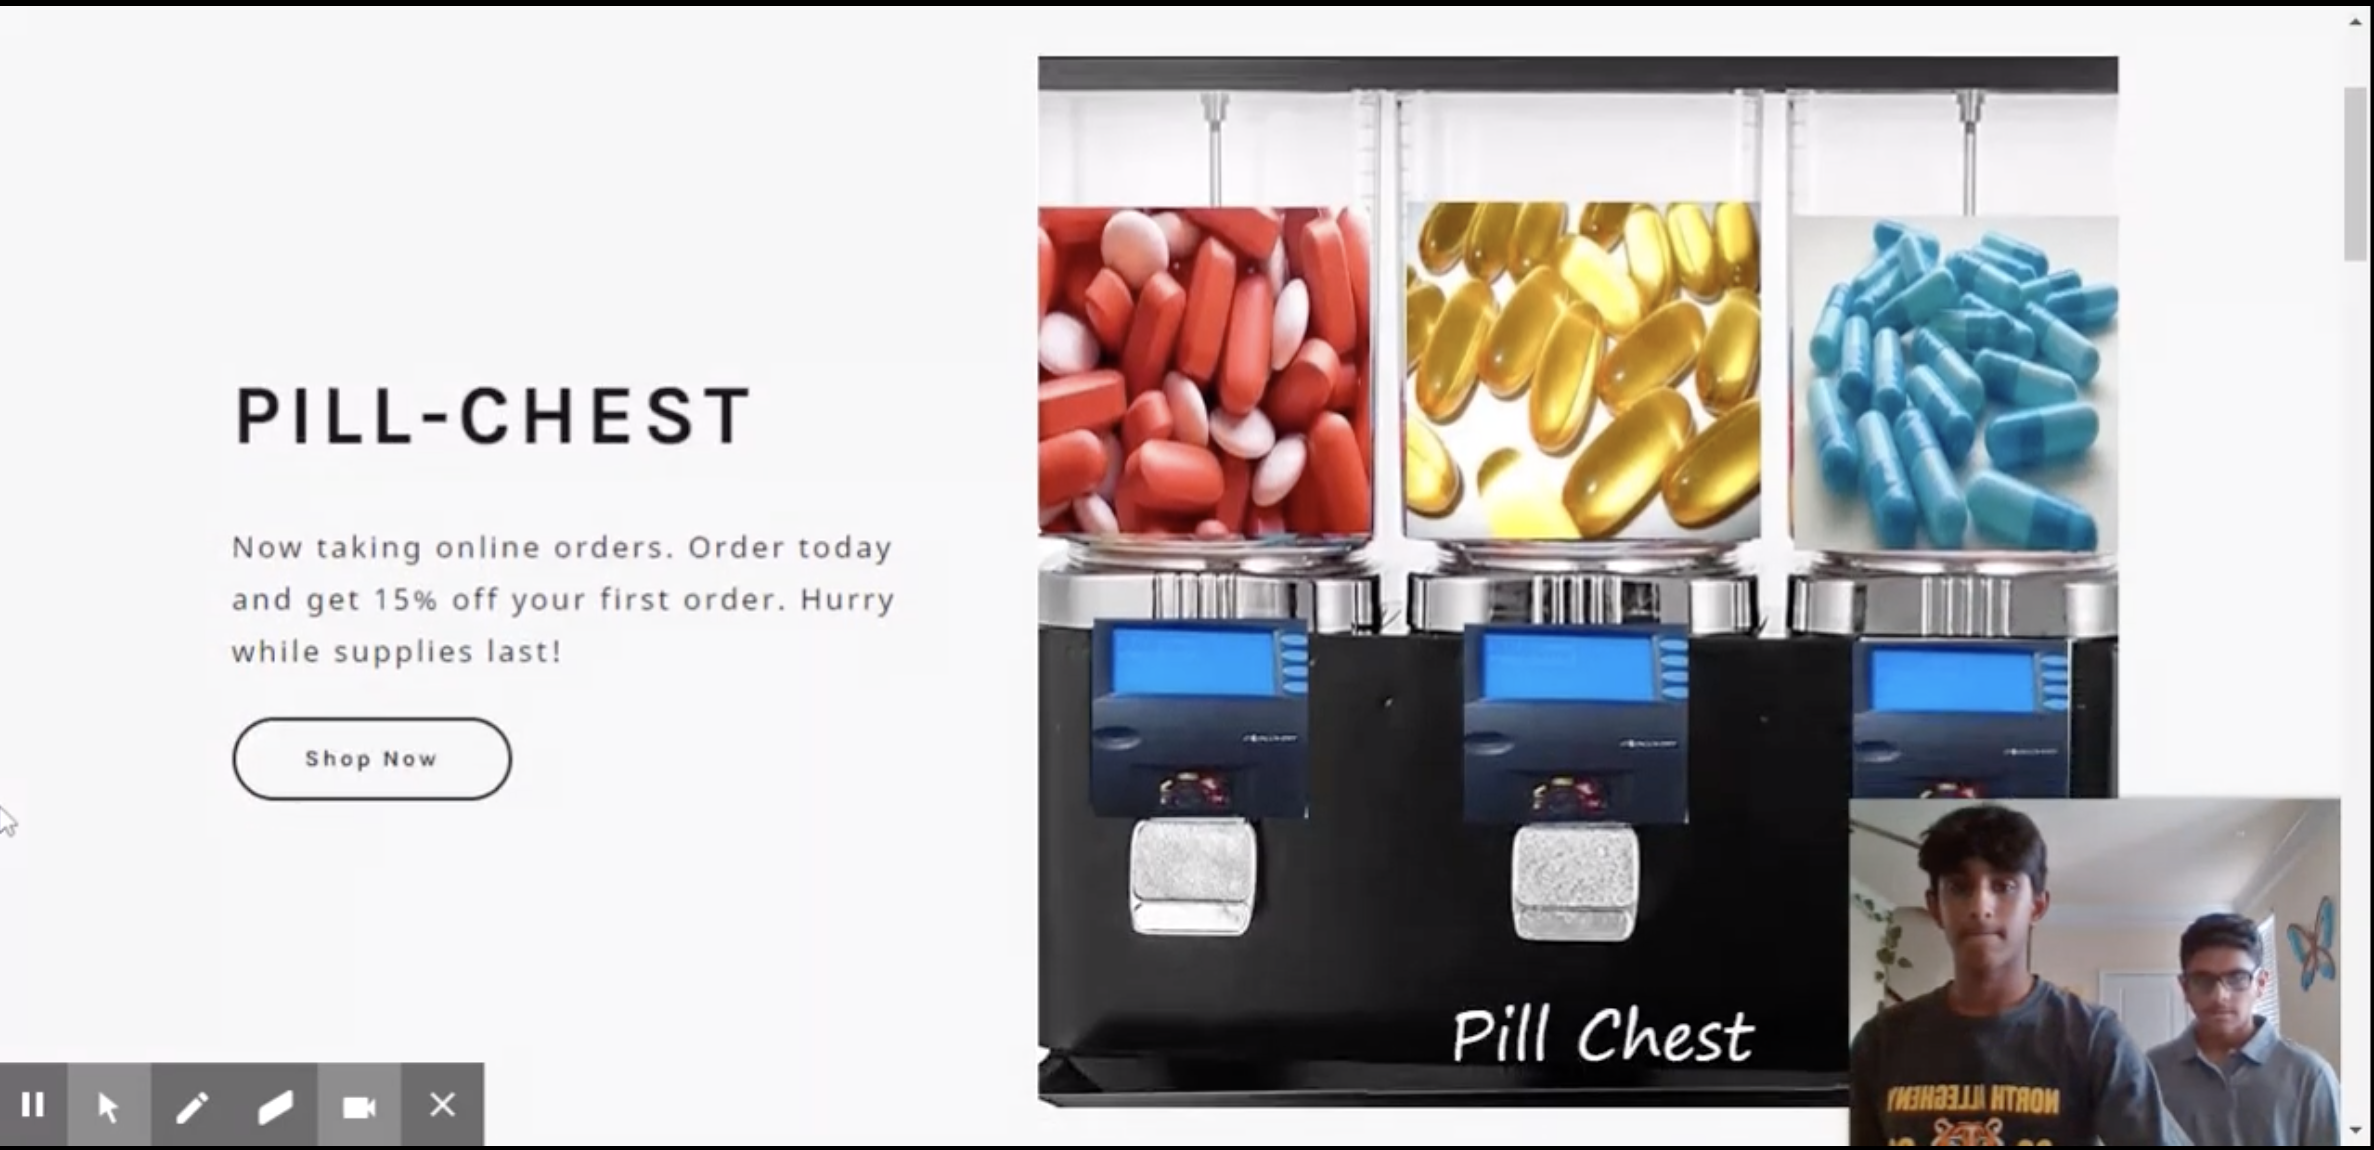 PILL-CHEST
Now taking online orders. Order today
and get 15% off your first order. Hurry
while supplies last!
Shop Now
Pill Chest
NORTH ALLEGHENY